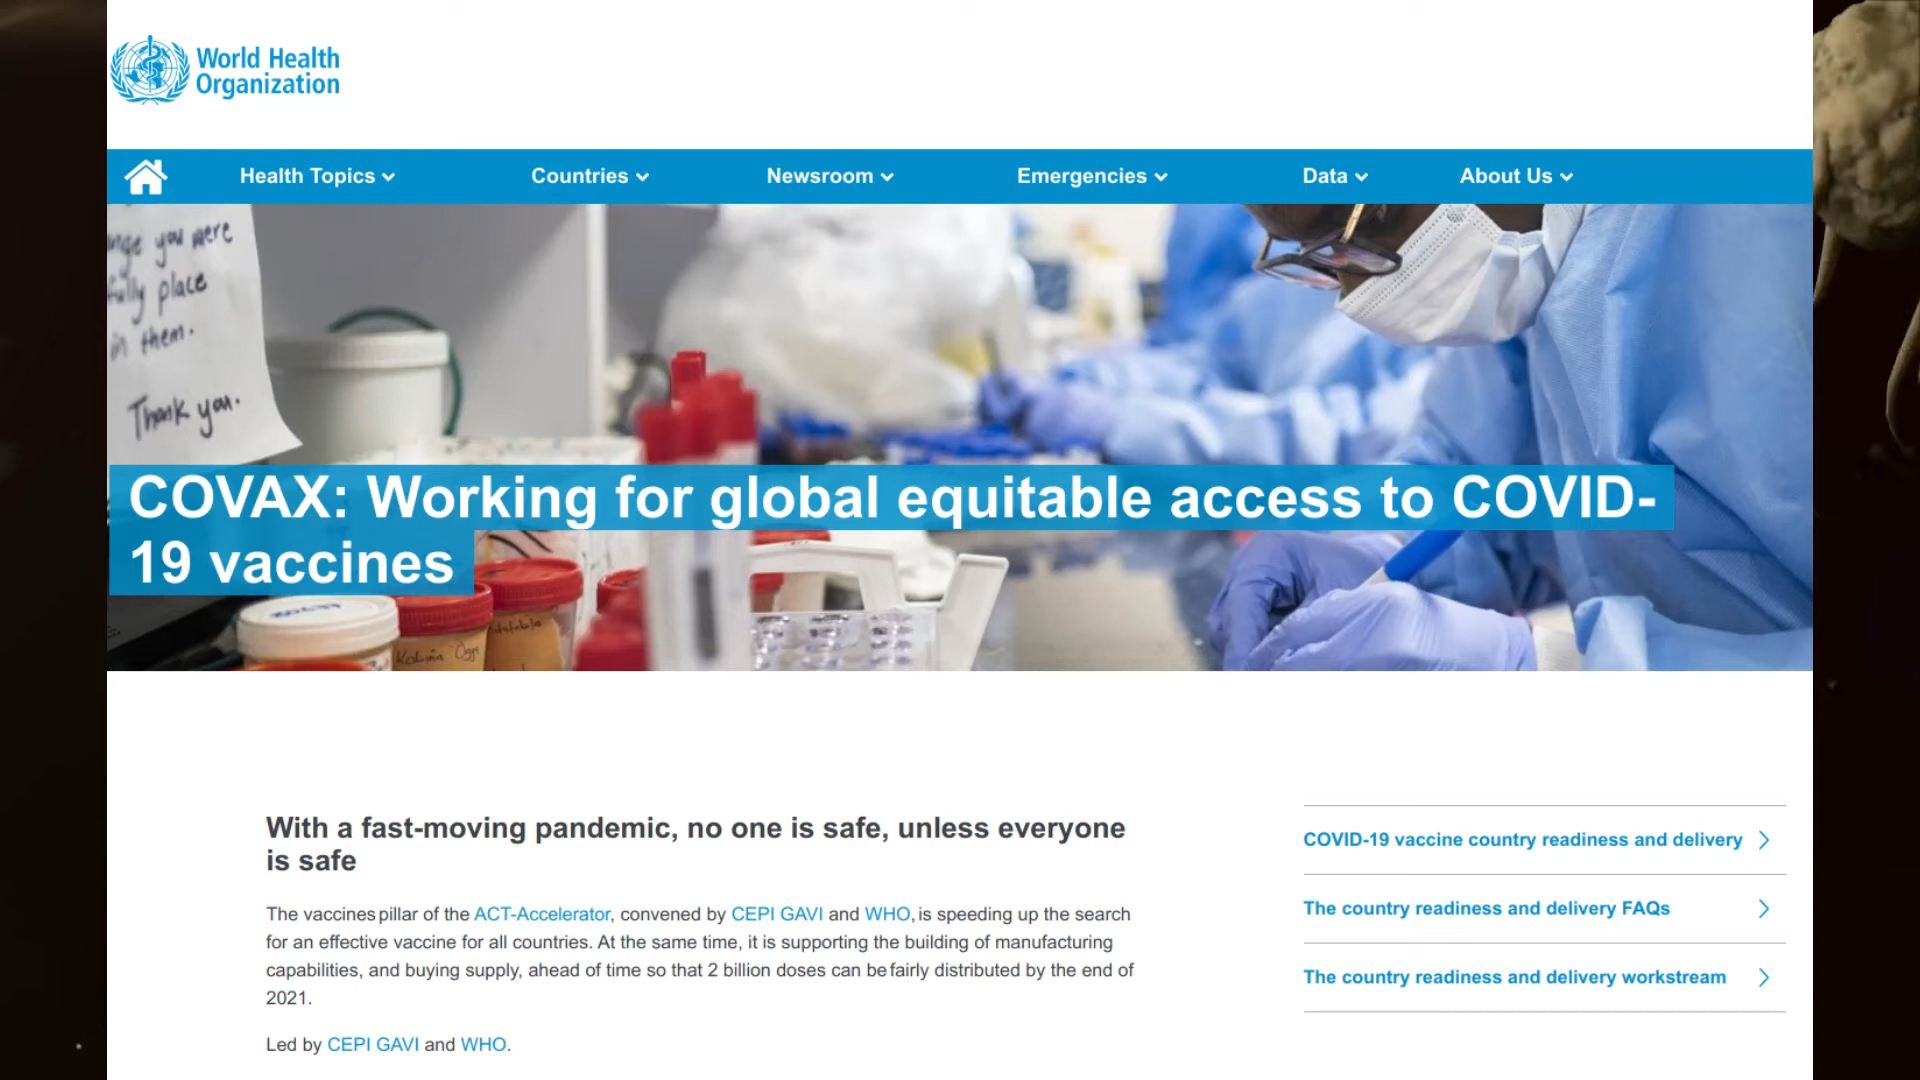 World Health
Organization
Health Topics
Countries
Newsroom
Emergencies
Data
About Us
you were
place
in them.
Thank you.
COVAX: Working for global equitable access to COVID-
19 vaccines
With a fast-moving pandemic, no one is safe, unless everyone
is safe
The vaccines pillar of the ACT-Accelerator, convened by CEPI GAVI and WHO, is speeding up the search
for an effective vaccine for all countries. At the same time, it is supporting the building of manufacturing
capabilities, and buying supply, ahead of time so that 2 billion doses can be fairly distributed by the end of
2021.
Led by CEPI GAVI and WHO.
COVID-19 vaccine country readiness and delivery
The country readiness and delivery FAQs
The country readiness and delivery workstream